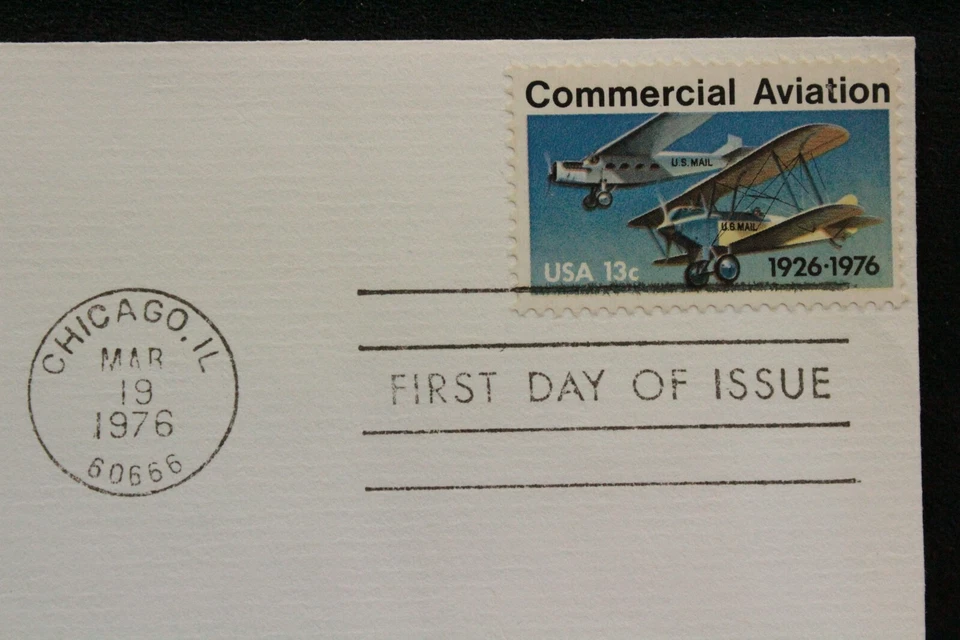 Commercial Aviation
U.S. MAIL
U.S. MAIL
USA 13c
1926·1976
CHICAGO, IL
MAR
19
1976
60666
FIRST DAY OF ISSUE